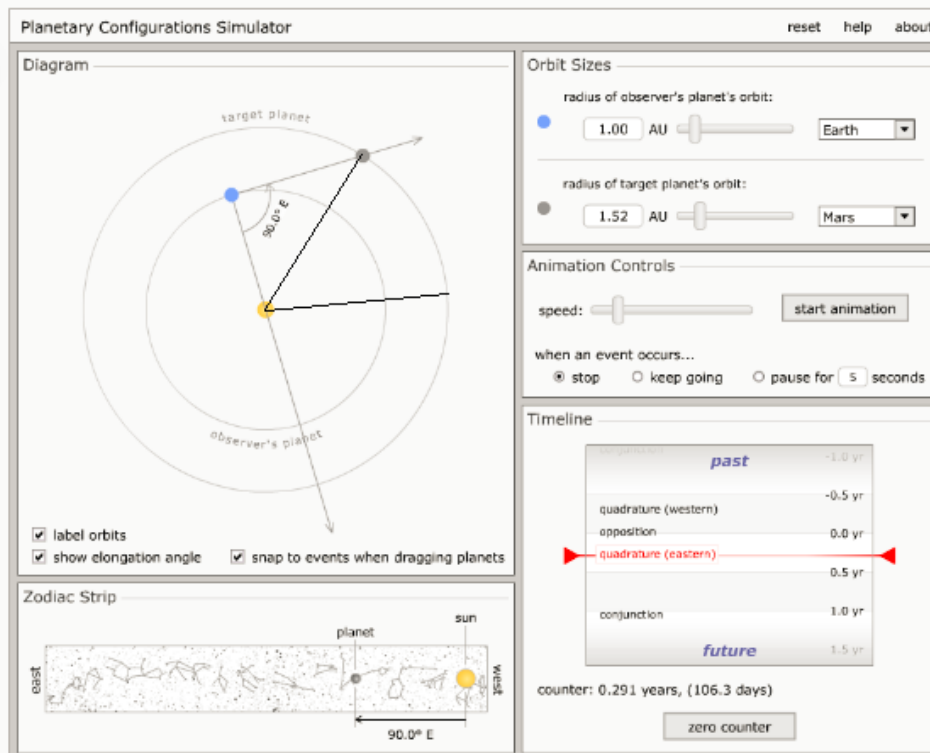 Planetary Configurations Simulator
reset help about
Diagram
target planet
90.0° E
observer's planet
label orbits
show elongation angle
snap to events when dragging planets
Orbit Sizes
radius of observer's planet's orbit:
1.00 AU Earth
radius of target planet's orbit:
1.52 AU Mars
Animation Controls
speed: start animation
when an event occurs...
stop keep going pause for 5 seconds
Timeline
conjunction
past
-1.0 yr
-0.5 yr
quadrature (western)
opposition 0.0 yr
quadrature (eastern)
0.5 yr
conjunction 1.0 yr
future 1.5 yr
counter: 0.291 years, (106.3 days)
zero counter
Zodiac Strip
sun
planet
east
west
90.0° E